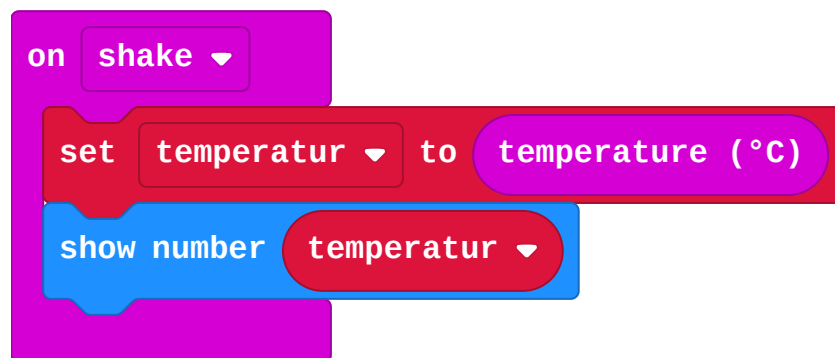 on shake
set temperatur to temperature (°C)
show number temperatur